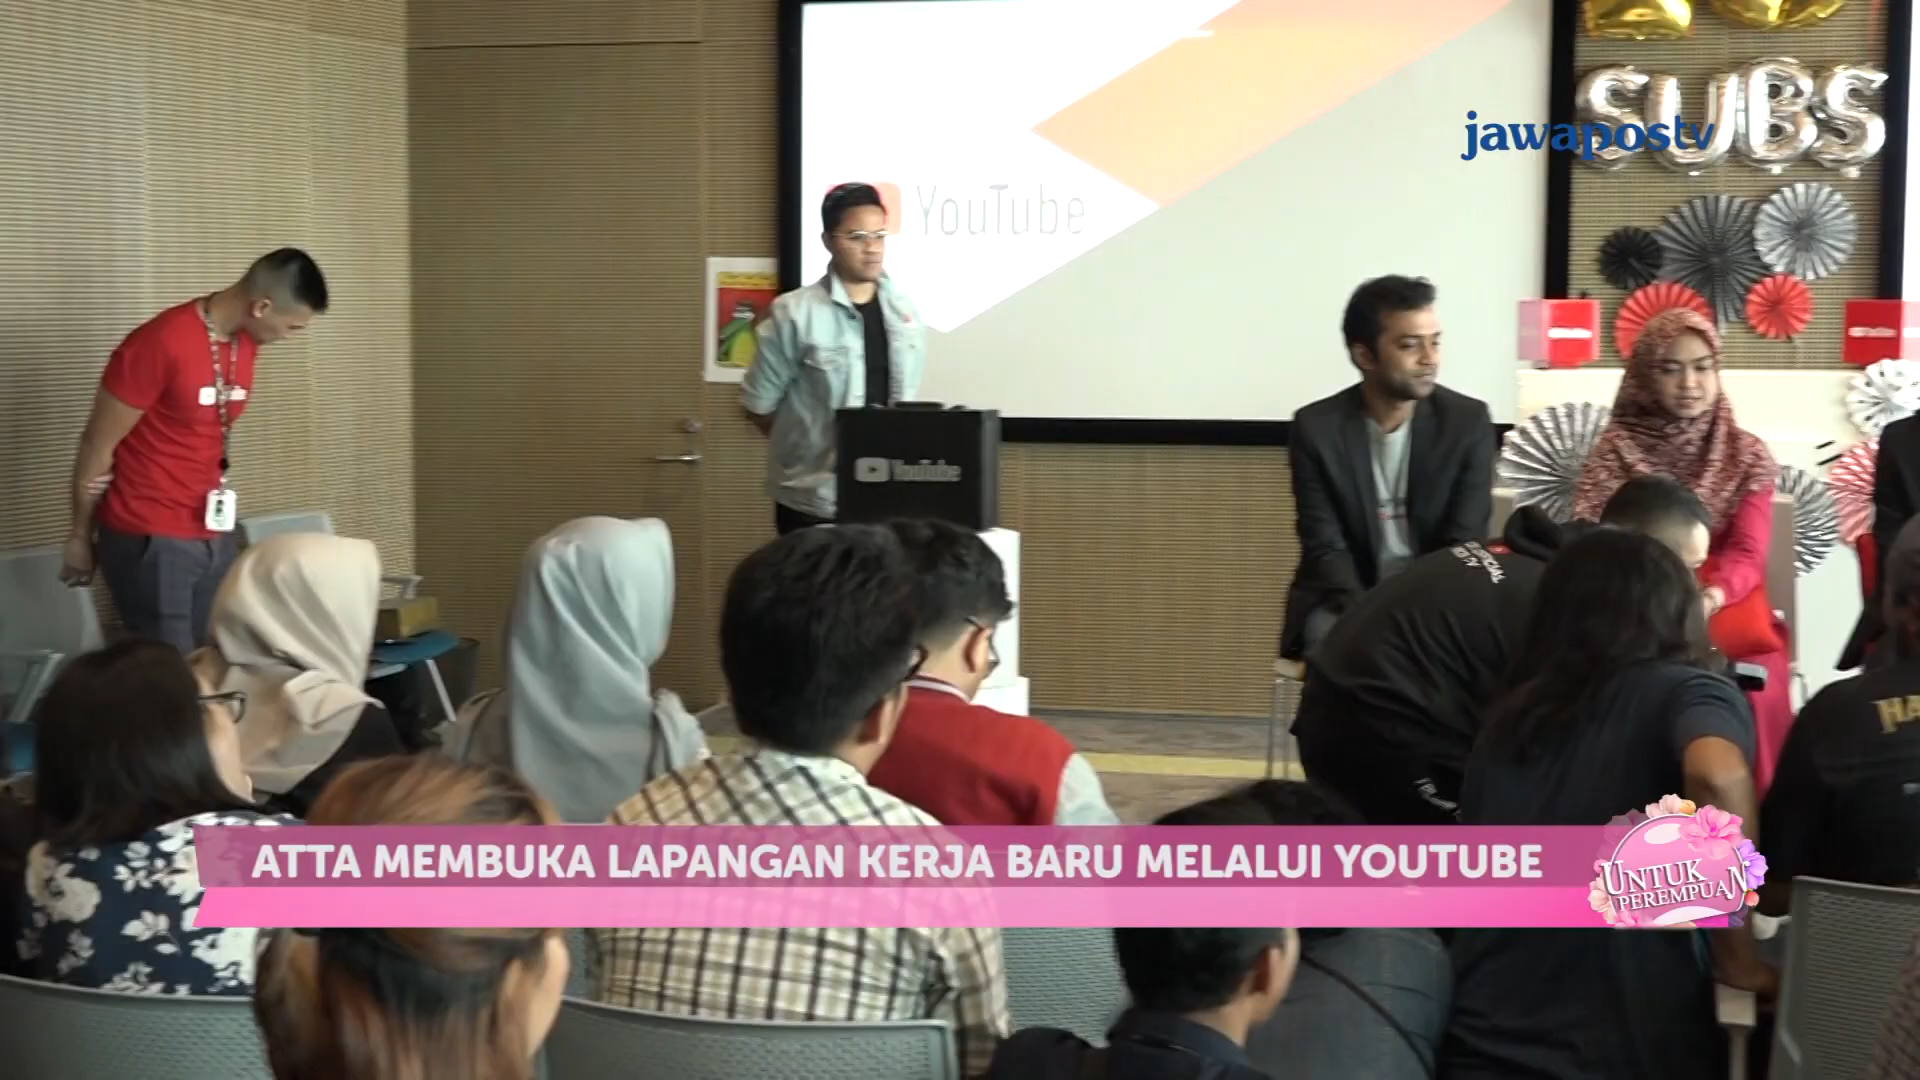 SUBS
jawapostv
YouTube
YouTube
ATTA MEMBUKA LAPANGAN KERJA BARU MELALUI YOUTUBE
UNTUK
PEREMPUAN